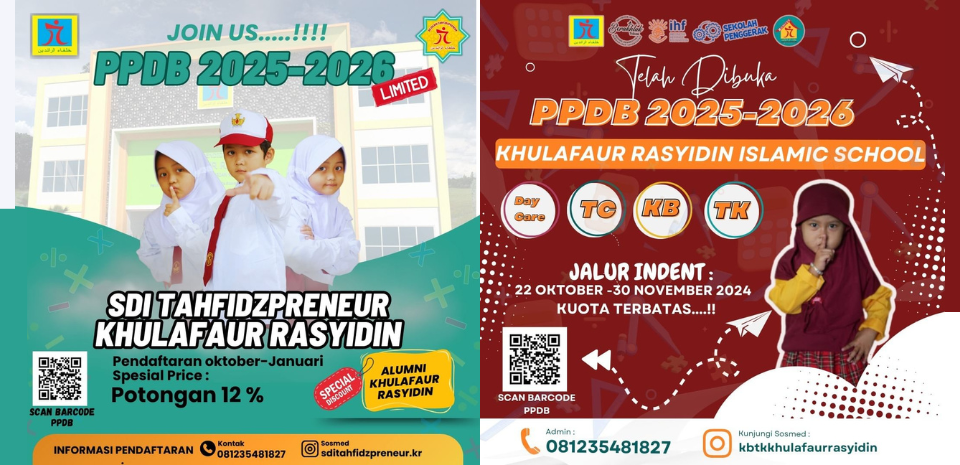 JOIN US.....!!!!
PPDB 2025-2026
LIMITED
SDI TAHFIDZPRENEUR
KHULAFAUR RASYIDIN
Pendaftaran oktober-Januari
Spesial Price :
Potongan 12 %
SPECIAL
DISCOUNT
ALUMNI
KHULAFAUR
RASYIDIN
SCAN BARCODE
PPDB
INFORMASI PENDAFTARAN
Kontak
081235481827
Sosmed
sditahfidzpreneur.kr
ihf
SEKOLAH
PENGGERAK
Telah Dibuka
PPDB 2025-2026
KHULAFAUR RASYIDIN ISLAMIC SCHOOL
Day
Care
TC
KB
TK
JALUR INDENT :
22 OKTOBER -30 NOVEMBER 2024
KUOTA TERBATAS....!!
SCAN BARCODE
PPDB
Admin :
081235481827
Kunjungi Sosmed :
kbtkkhulafaurrasyidin